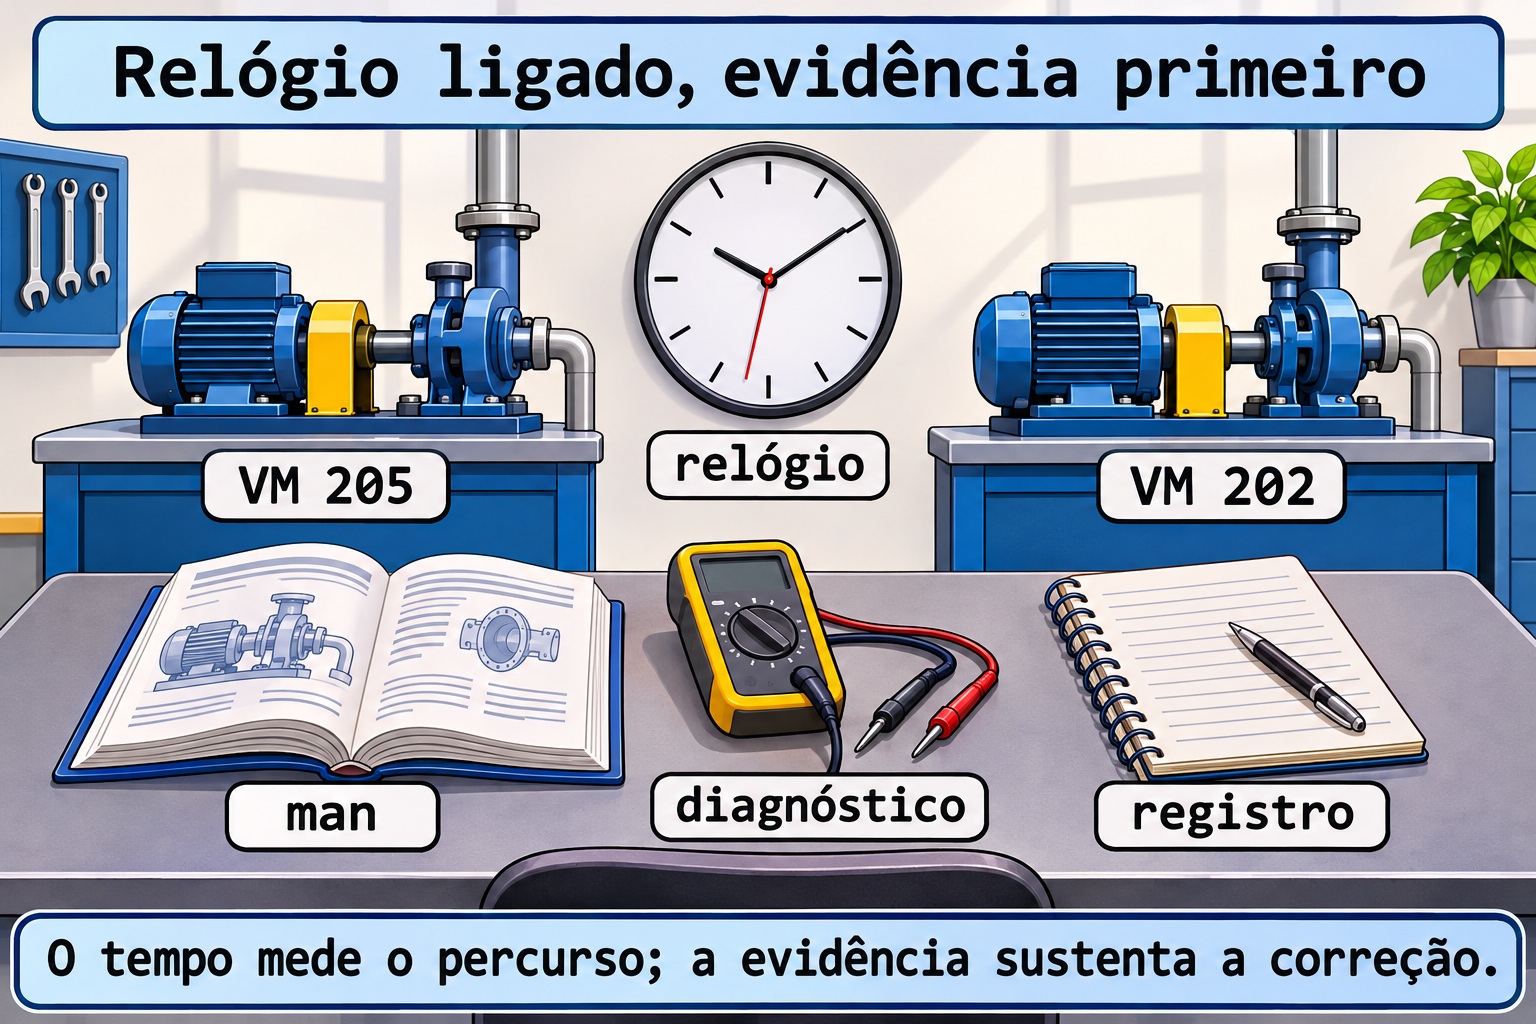 Relógio ligado, evidência primeiro
relógio
VM 205
VM 202
man
diagnóstico
registro
O tempo mede o percurso; a evidência sustenta a correção.